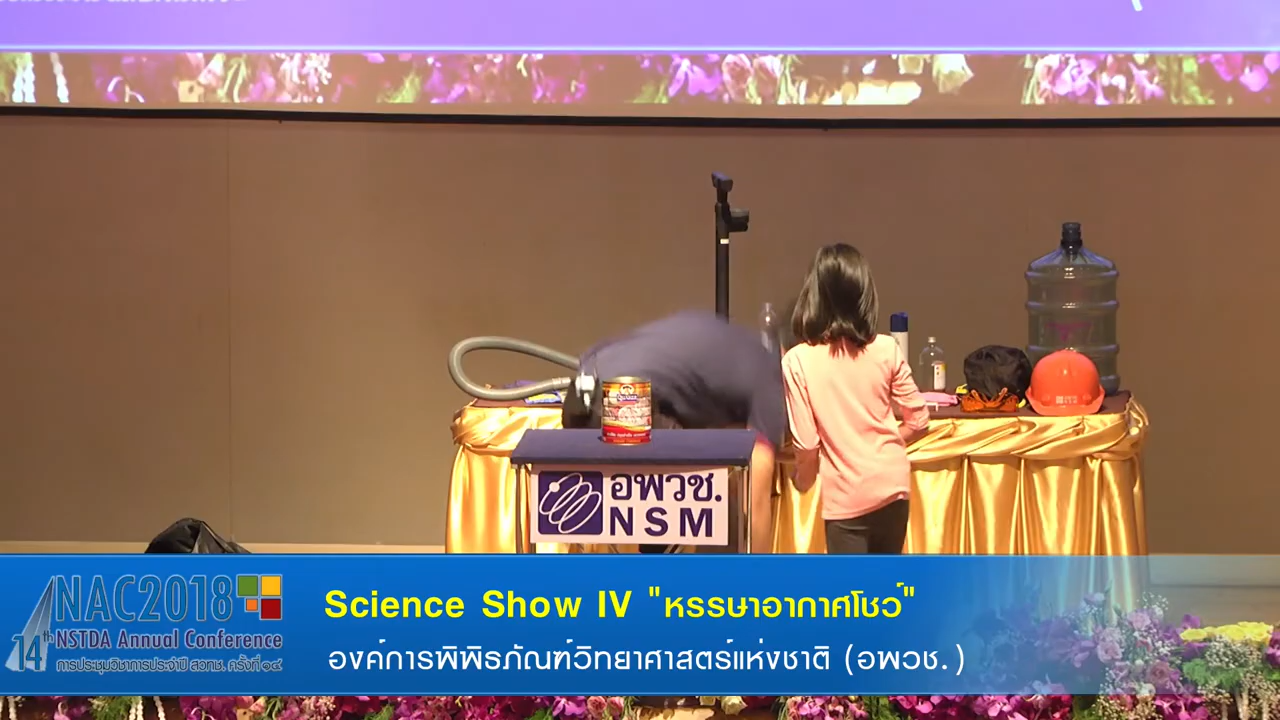 อพวช.
NSM
NAC2018
14th NSTDA Annual Conference
การประชุมวิชาการประจำปี สวทช. ครั้งที่ ๑๔
Science Show IV "หรรษาอากาศโชว์"
องค์การพิพิธภัณฑ์วิทยาศาสตร์แห่งชาติ (อพวช.)